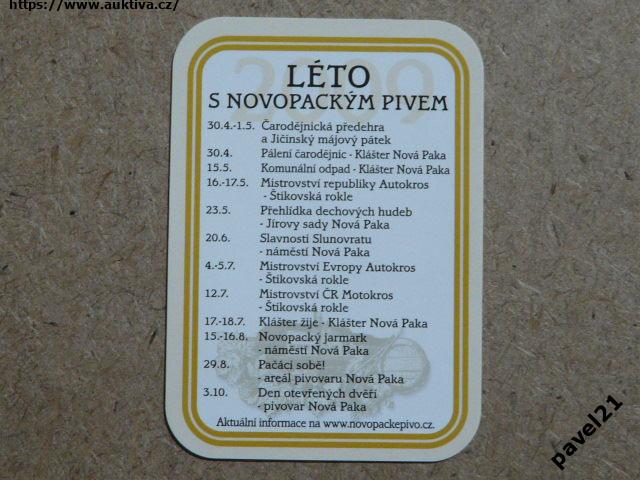 https://www.auktiva.cz/
2009
LÉTO
S NOVOPACKÝM PIVEM
30.4.-1.5. Čarodějnická předehra
a Jičínský májový pátek
30.4. Pálení čarodějnic - Klášter Nová Paka
15.5. Komunální odpad - Klášter Nová Paka
16.-17.5. Mistrovství republiky Autokros
- Štikovská rokle
23.5. Přehlídka dechových hudeb
- Jírovy sady Nová Paka
20.6. Slavnosti Slunovratu
- náměstí Nová Paka
4.-5.7. Mistrovství Evropy Autokros
- Štikovská rokle
12.7. Mistrovství ČR Motokros
- Štikovská rokle
17.-18.7. Klášter žije - Klášter Nová Paka
15.-16.8. Novopacký jarmark
- náměstí Nová Paka
29.8. Pačáci sobě!
- areál pivovaru Nová Paka
3.10. Den otevřených dvěří
- pivovar Nová Paka
Aktuální informace na www.novopackepivo.cz.
pavel21